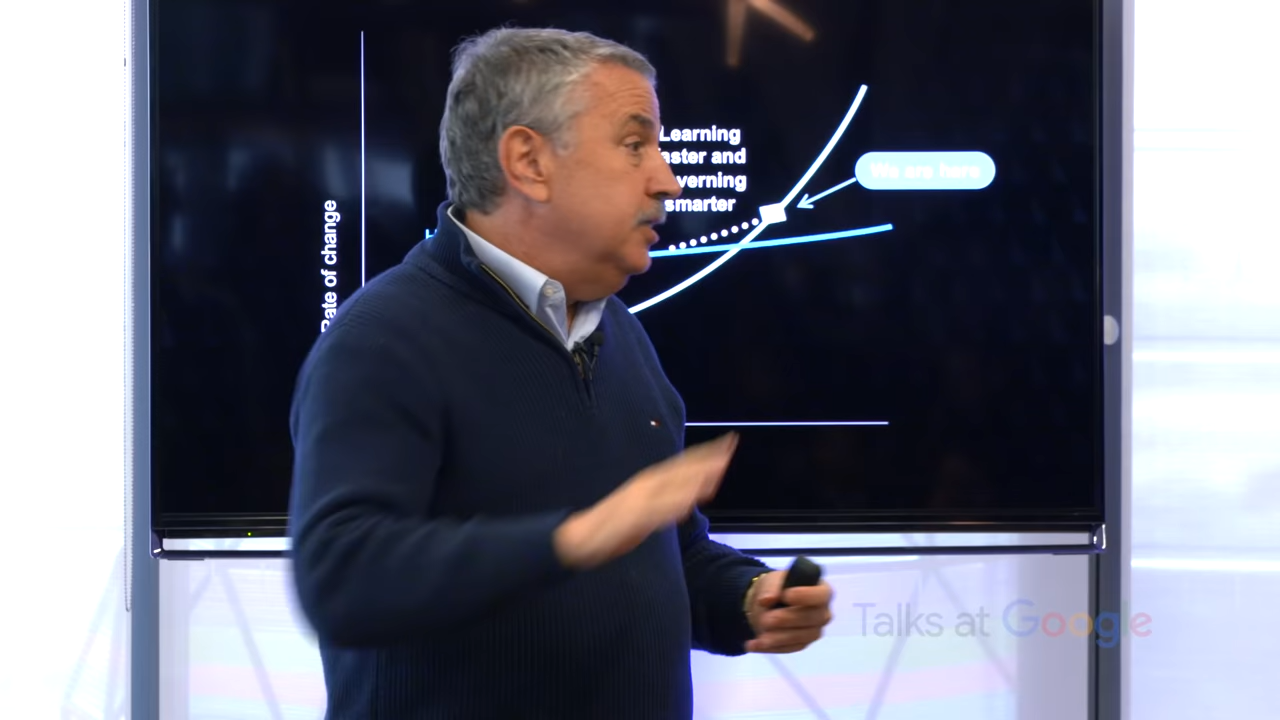 Learning
aster and
verning
smarter
We are here
Rate of change
H
Talks at Google